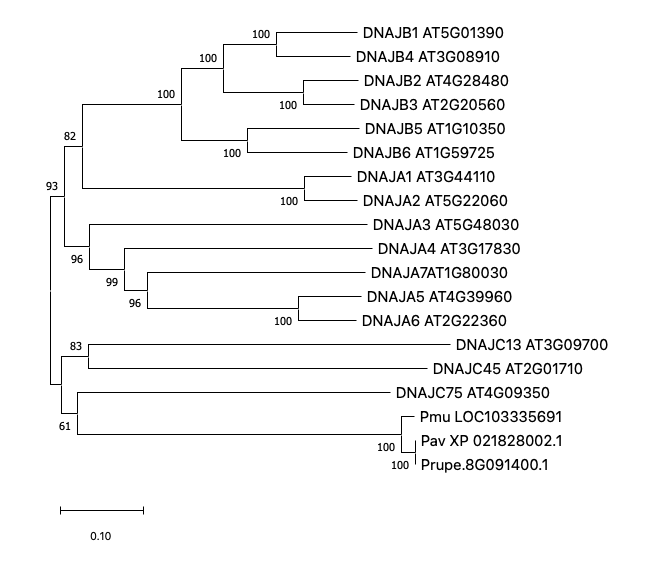 DNAJB1 AT5G01390
100
DNAJB4 AT3G08910
100
DNAJB2 AT4G28480
100
DNAJB3 AT2G20560
100
DNAJB5 AT1G10350
82
DNAJB6 AT1G59725
100
DNAJA1 AT3G44110
93
DNAJA2 AT5G22060
100
DNAJA3 AT5G48030
DNAJA4 AT3G17830
96
DNAJA7AT1G80030
99
DNAJA5 AT4G39960
96
DNAJA6 AT2G22360
100
DNAJC13 AT3G09700
83
DNAJC45 AT2G01710
DNAJC75 AT4G09350
Pmu LOC103335691
61
Pav XP 021828002.1
100
Prupe.8G091400.1
100
0.10